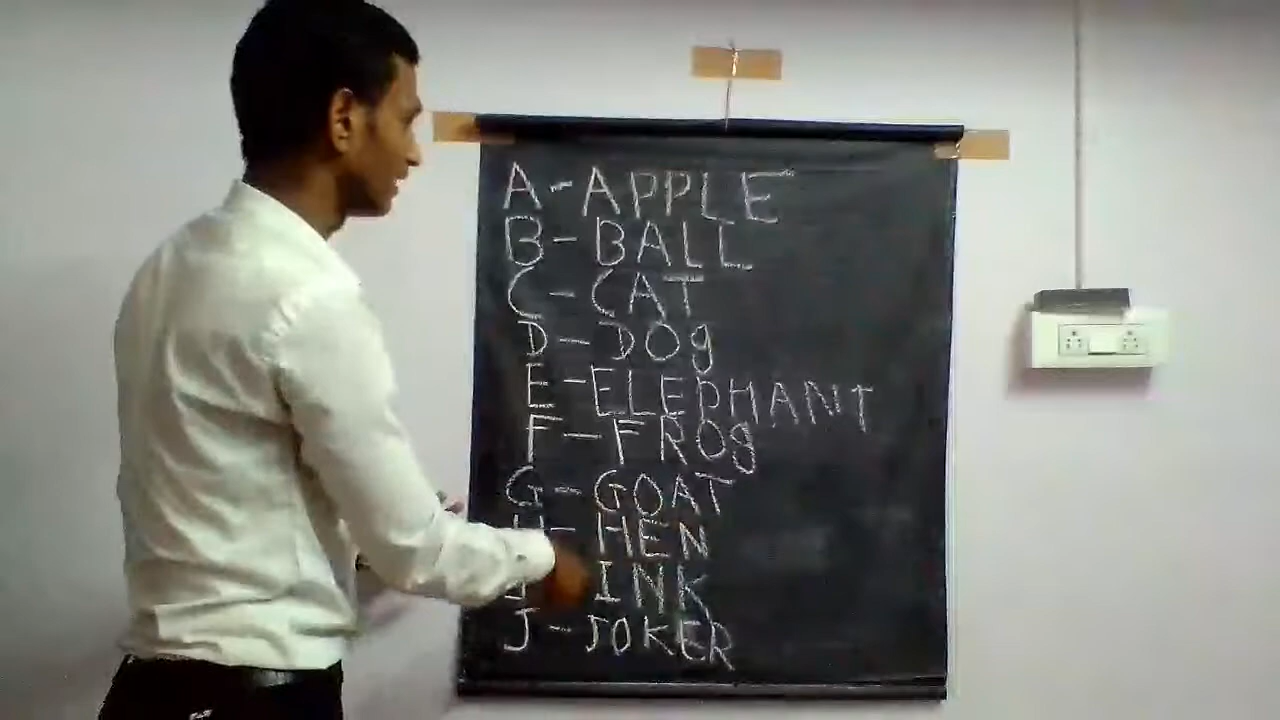 A-APPLE
B-BALL
C-CAT
D-DOg
E-ELEPHANT
F-FROg
G-GOAT
H-HEN
I INK
J-JOKER